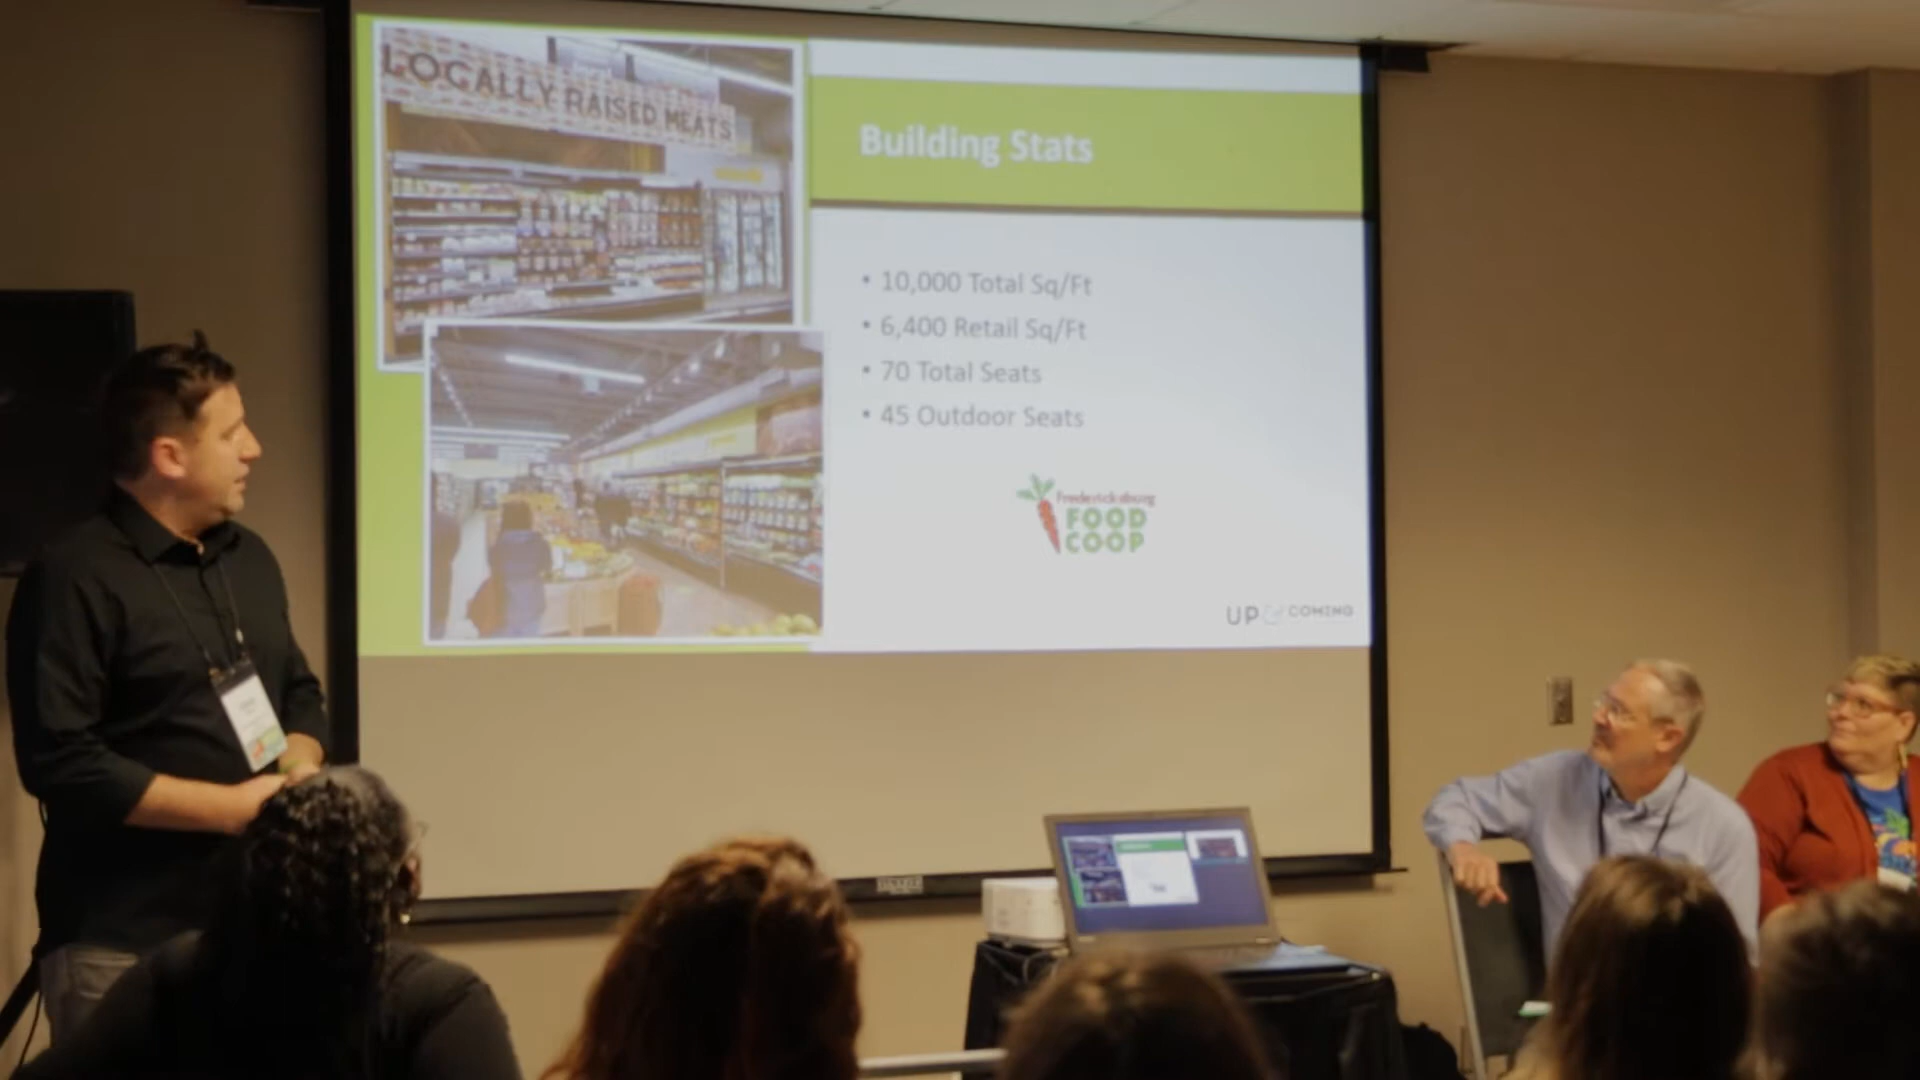 LOCALLY RAISED MEATS
Building Stats
• 10,000 Total Sq/Ft
• 6,400 Retail Sq/Ft
• 70 Total Seats
• 45 Outdoor Seats
Fredericksburg
FOOD
COOP
UP & COMING